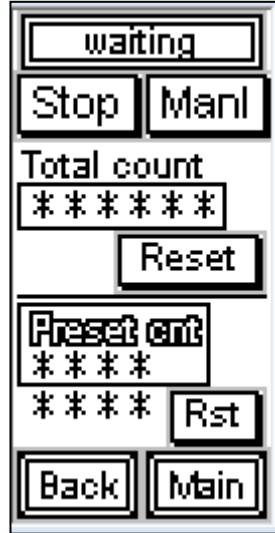 waiting
Stop Manl
Total count
******
Reset
Preset cnt
****
**** Rst
Back Main